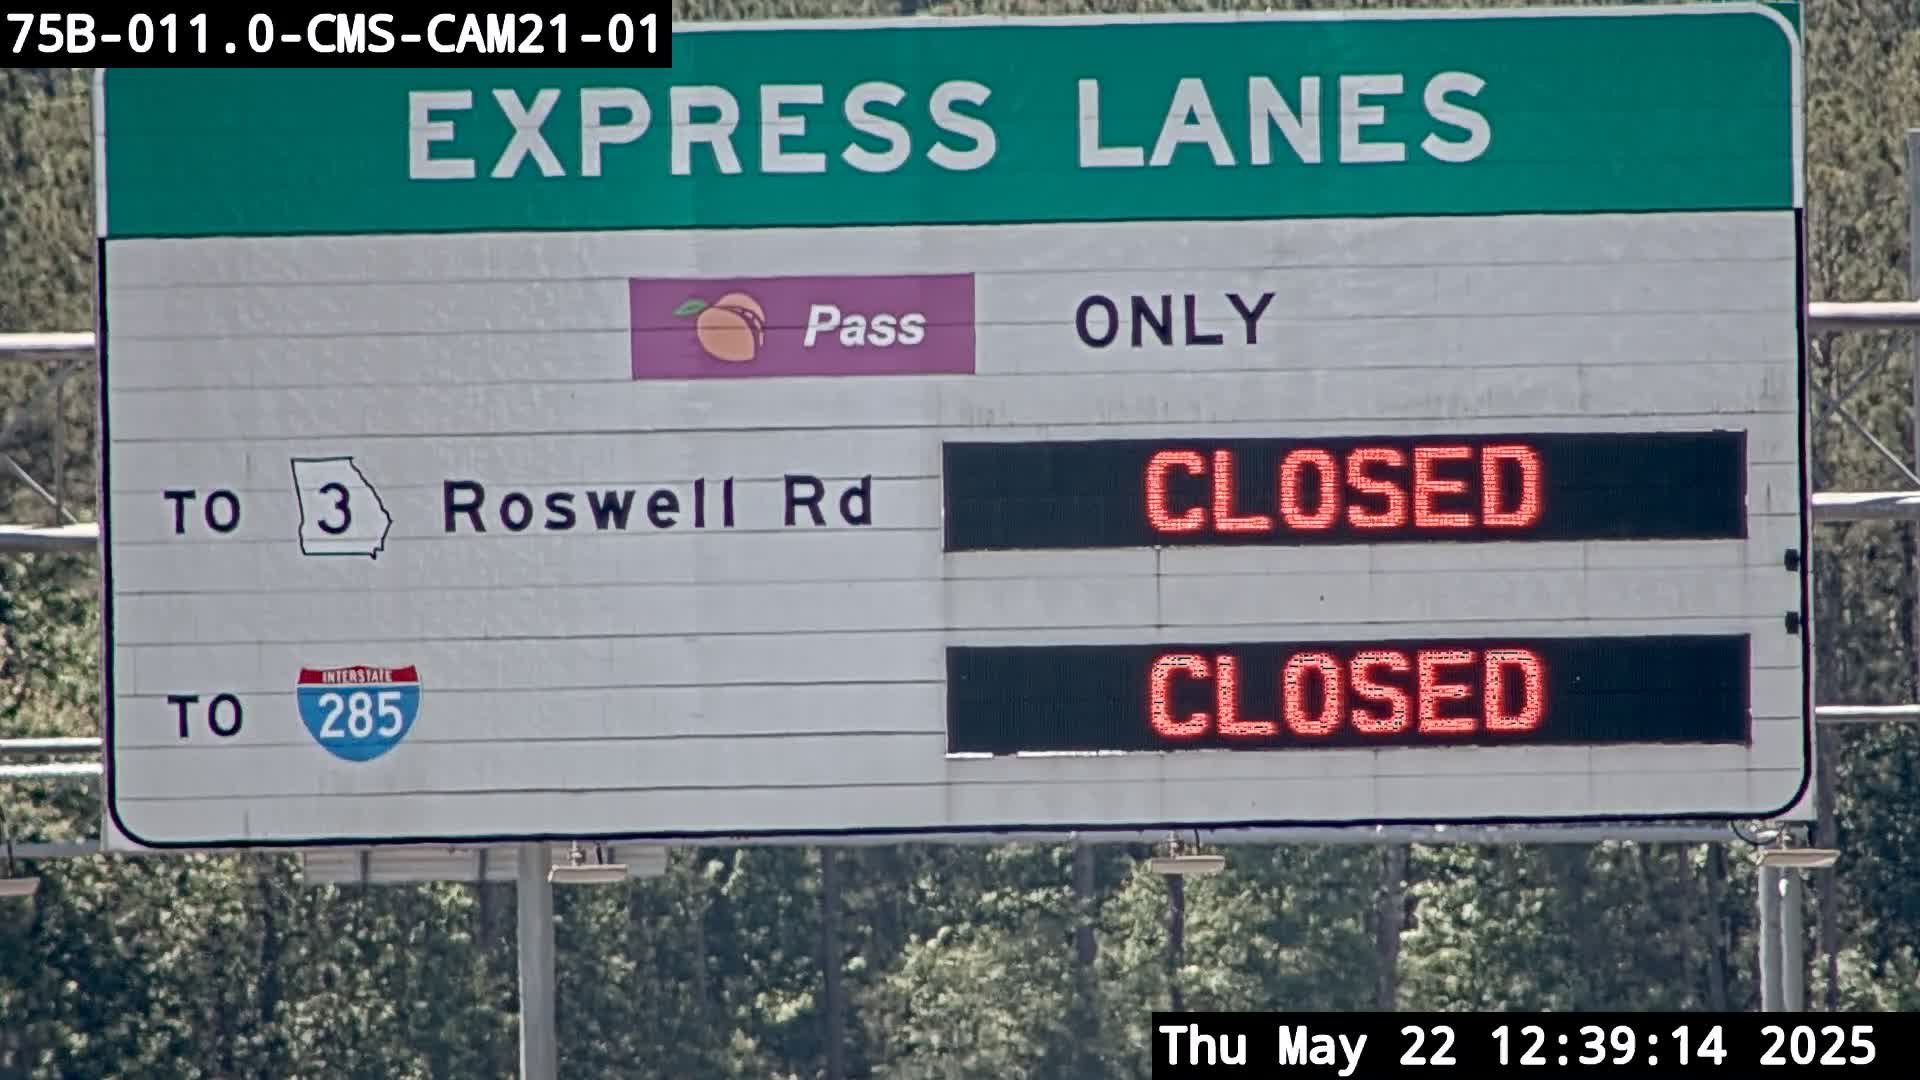 75B-011.0-CMS-CAM21-01
EXPRESS LANES
Pass ONLY
TO 3 Roswell Rd CLOSED
TO INTERSTATE 285 CLOSED
Thu May 22 12:39:14 2025